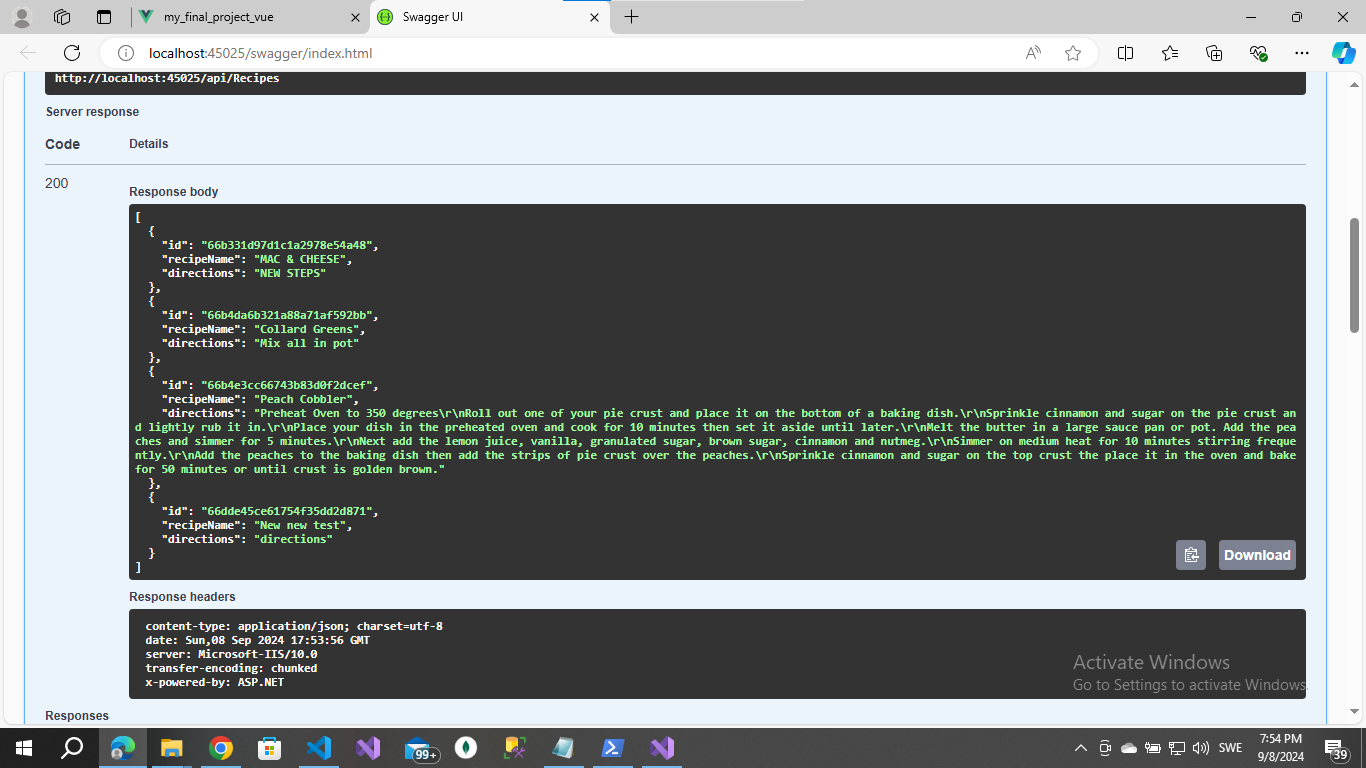 my_final_project_vue
Swagger UI
localhost:45025/swagger/index.html
http://localhost:45025/api/Recipes
Server response
Code
Details
200
Response body
[
{
"id": "66b331d97d1c1a2978e54a48",
"recipeName": "MAC & CHEESE",
"directions": "NEW STEPS"
},
{
"id": "66b4da6b321a88a71af592bb",
"recipeName": "Collard Greens",
"directions": "Mix all in pot"
},
{
"id": "66b4e3cc66743b83d0f2dcef",
"recipeName": "Peach Cobbler",
"directions": "Preheat Oven to 350 degrees\r\nRoll out one of your pie crust and place it on the bottom of a baking dish.\r\nSprinkle cinnamon and sugar on the pie crust an
d lightly rub it in.\r\nPlace your dish in the preheated oven and cook for 10 minutes then set it aside until later.\r\nMelt the butter in a large sauce pan or pot. Add the pea
ches and simmer for 5 minutes.\r\nNext add the lemon juice, vanilla, granulated sugar, brown sugar, cinnamon and nutmeg.\r\nSimmer on medium heat for 10 minutes stirring freque
ntly.\r\nAdd the peaches to the baking dish then add the strips of pie crust over the peaches.\r\nSprinkle cinnamon and sugar on the top crust the place it in the oven and bake
for 50 minutes or until crust is golden brown."
},
{
"id": "66dde45ce61754f35dd2d871",
"recipeName": "New new test",
"directions": "directions"
}
]
Download
Response headers
content-type: application/json; charset=utf-8
date: Sun,08 Sep 2024 17:53:56 GMT
server: Microsoft-IIS/10.0
transfer-encoding: chunked
x-powered-by: ASP.NET
Activate Windows
Go to Settings to activate Windows.
Responses
99+
SWE
7:54 PM
9/8/2024
39